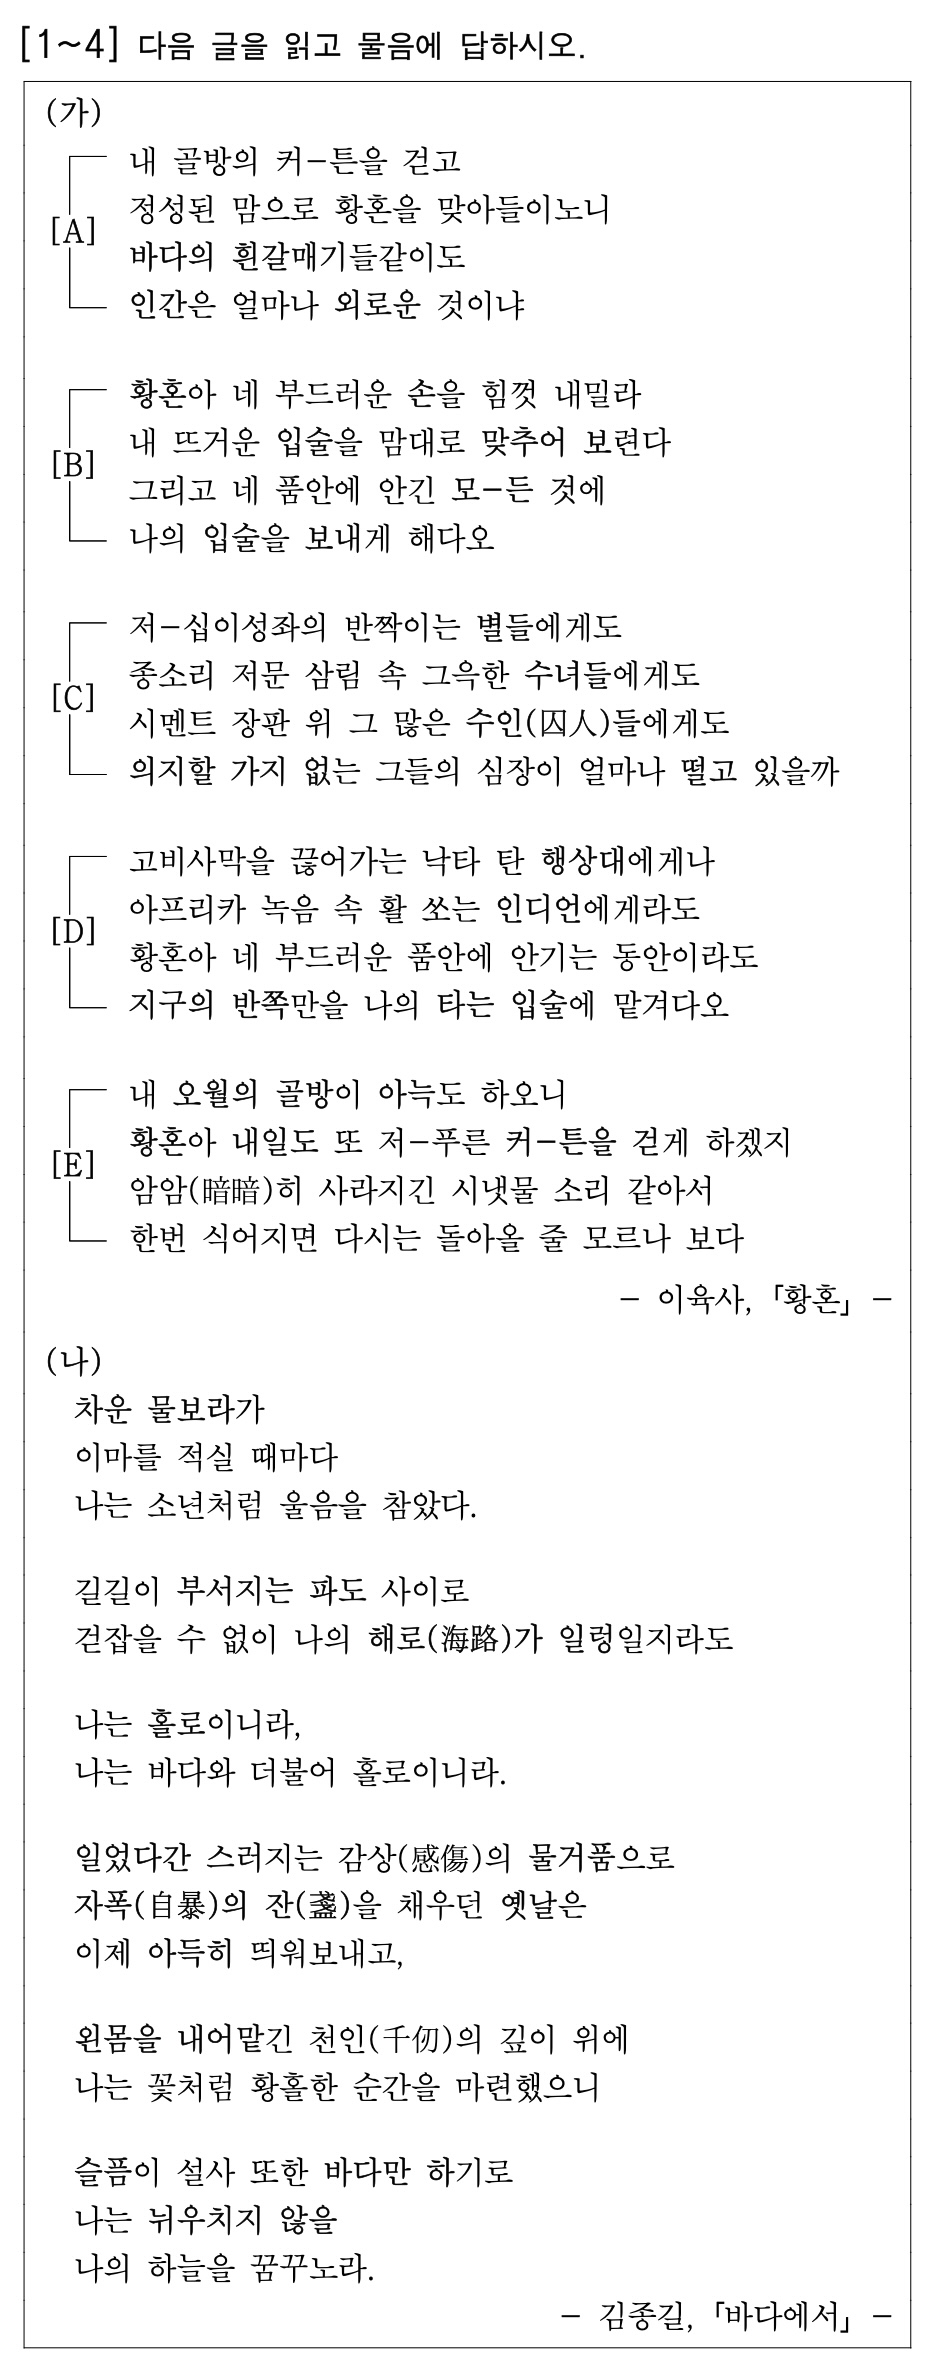 [1~4] 다음 글을 읽고 물음에 답하시오.
(가)
[A]
내 골방의 커-튼을 걷고
정성된 맘으로 황혼을 맞아들이노니
바다의 흰갈매기들같이도
인간은 얼마나 외로운 것이냐
[B]
황혼아 네 부드러운 손을 힘껏 내밀라
내 뜨거운 입술을 맘대로 맞추어 보련다
그리고 네 품안에 안긴 모-든 것에
나의 입술을 보내게 해다오
[C]
저-십이성좌의 반짝이는 별들에게도
종소리 저문 삼림 속 그윽한 수녀들에게도
시멘트 장판 위 그 많은 수인(囚人)들에게도
의지할 가지 없는 그들의 심장이 얼마나 떨고 있을까
[D]
고비사막을 끊어가는 낙타 탄 행상대에게나
아프리카 녹음 속 활 쏘는 인디언에게라도
황혼아 네 부드러운 품안에 안기는 동안이라도
지구의 반쪽만을 나의 타는 입술에 맡겨다오
[E]
내 오월의 골방이 아늑도 하오니
황혼아 내일도 또 저-푸른 커-튼을 걷게 하겠지
암암(暗暗)히 사라지긴 시냇물 소리 같아서
한번 식어지면 다시는 돌아올 줄 모르나 보다
- 이육사, 「황혼」 -
(나)
차운 물보라가
이마를 적실 때마다
나는 소년처럼 울음을 참았다.
길길이 부서지는 파도 사이로
걷잡을 수 없이 나의 해로(海路)가 일렁일지라도
나는 홀로이니라,
나는 바다와 더불어 홀로이니라.
일었다간 스러지는 감상(感傷)의 물거품으로
자폭(自暴)의 잔(盞)을 채우던 옛날은
이제 아득히 띄워보내고,
왼몸을 내어맡긴 천인(千仞)의 깊이 위에
나는 꽃처럼 황홀한 순간을 마련했으니
슬픔이 설사 또한 바다만 하기로
나는 뉘우치지 않을
나의 하늘을 꿈꾸노라.
- 김종길, 「바다에서」 -